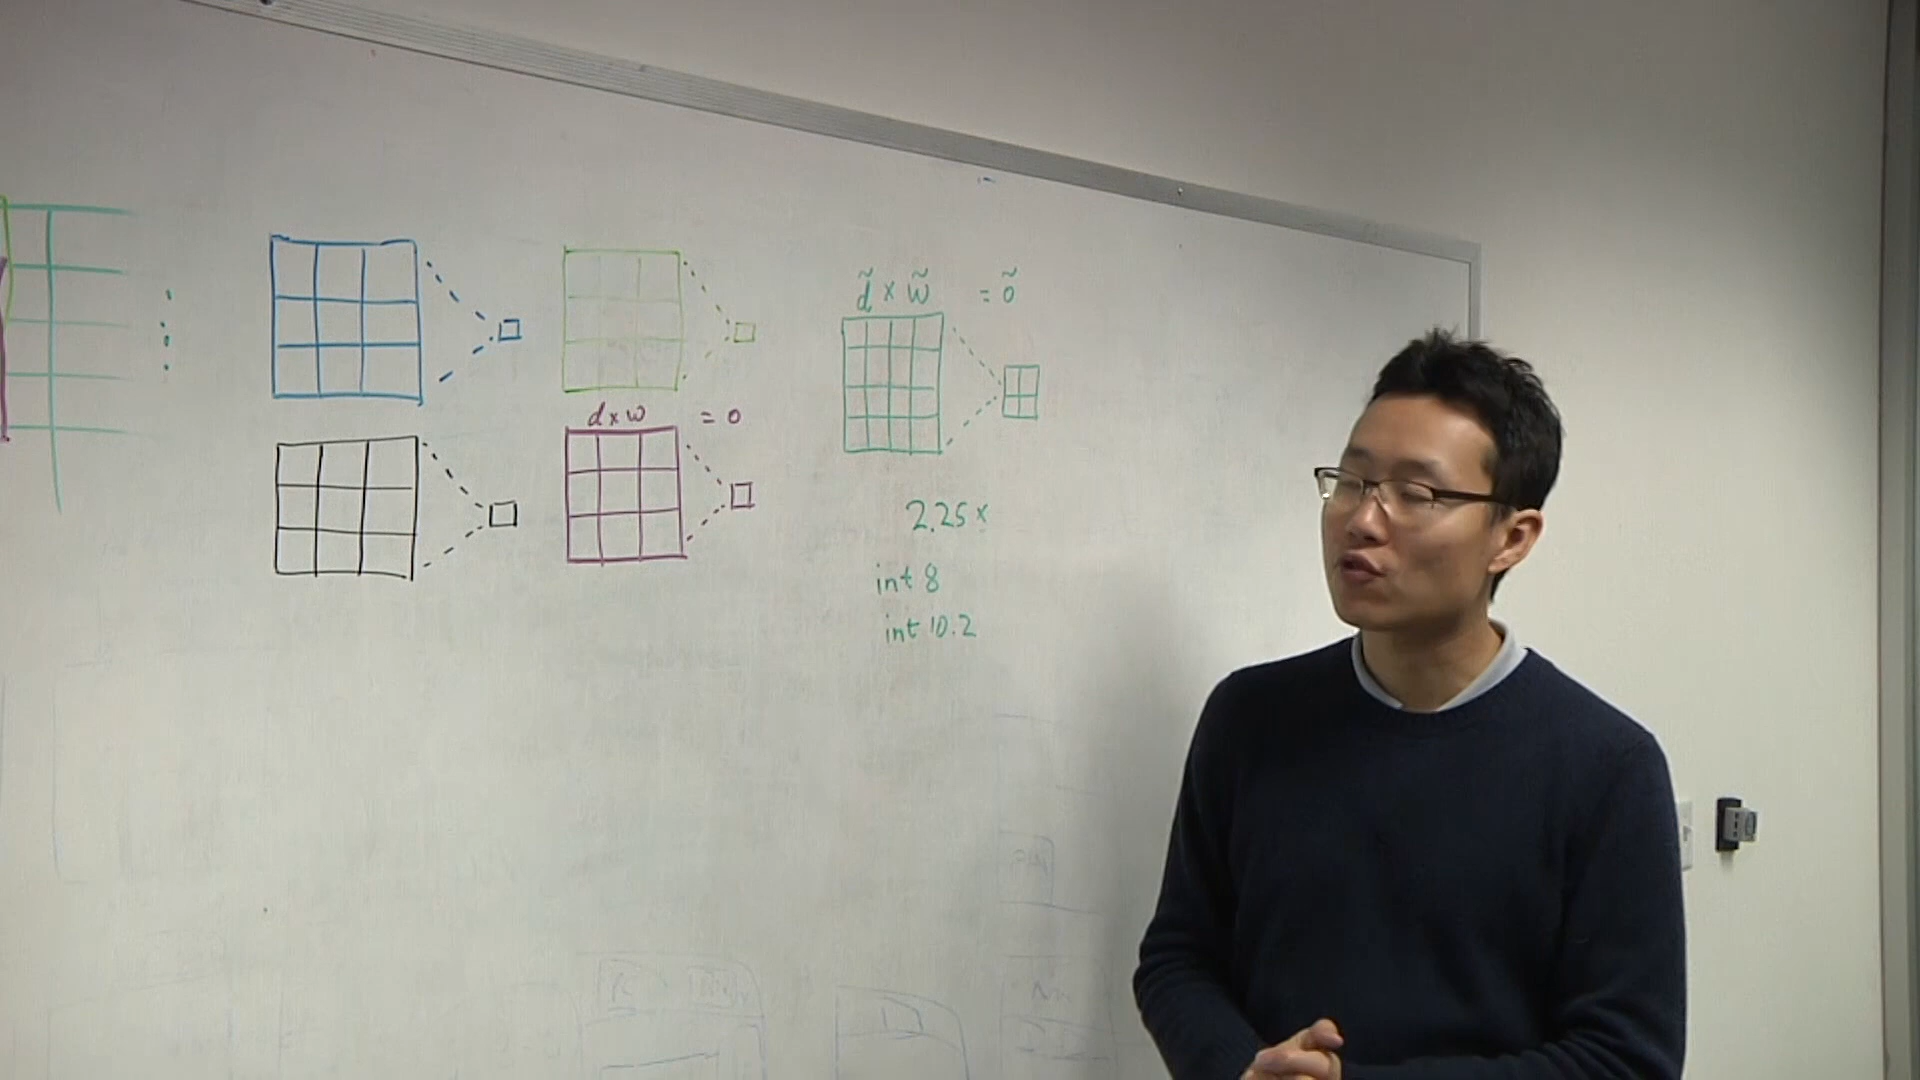 d̃ × w̃ = õ
d × w = o
2.25 x
int 8
int 10.2